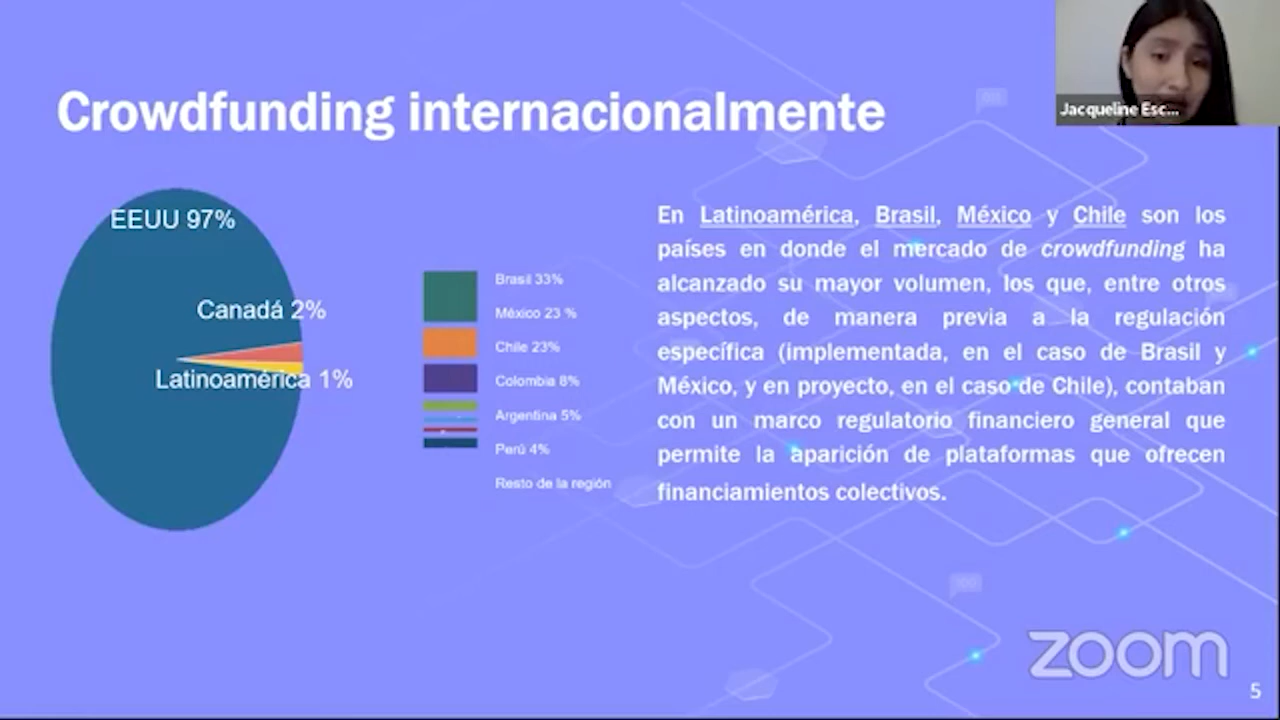 Crowdfunding internacionalmente
Jacqueline Esc...
EEUU 97%
Canadá 2%
Latinoamérica 1%
Brasil 33%
México 23 %
Chile 23%
Colombia 8%
Argentina 5%
Perú 4%
Resto de la región
En Latinoamérica, Brasil, México y Chile son los
países en donde el mercado de crowdfunding ha
alcanzado su mayor volumen, los que, entre otros
aspectos, de manera previa a la regulación
específica (implementada, en el caso de Brasil y
México, y en proyecto, en el caso de Chile), contaban
con un marco regulatorio financiero general que
permite la aparición de plataformas que ofrecen
financiamientos colectivos.
zoom
5